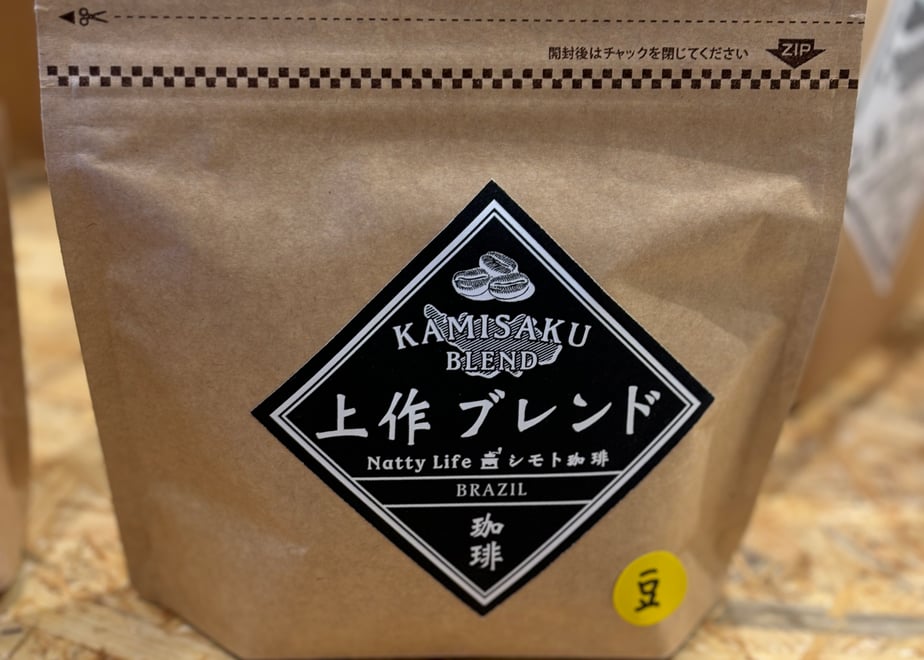 開封後はチャックを閉じてください
ZIP
KAMISAKU
BLEND
上作 ブレンド
Natty Life シモト珈琲
BRAZIL
珈琲
豆